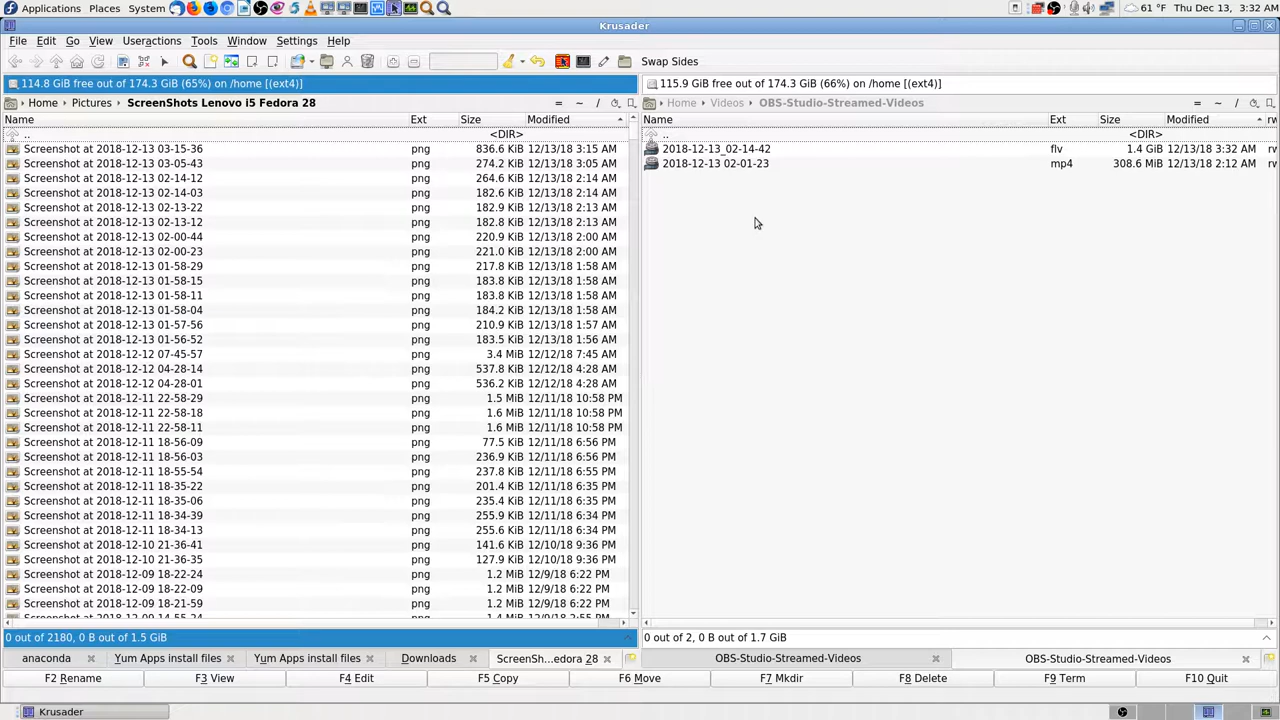 Applications Places System 61 °F Thu Dec 13, 3:32 AM
Krusader
File Edit Go View Useractions Tools Window Settings Help
Swap Sides
114.8 GiB free out of 174.3 GiB (65%) on /home [(ext4)] 115.9 GiB free out of 174.3 GiB (66%) on /home [(ext4)]
Home › Pictures › ScreenShots Lenovo i5 Fedora 28 = ~ / Home › Videos › OBS-Studio-Streamed-Videos = ~ /
Name Ext Size Modified Name Ext Size Modified rw
.. <DIR> .. <DIR>
Screenshot at 2018-12-13 03-15-36 png 836.6 KiB 12/13/18 3:15 AM 2018-12-13_02-14-42 flv 1.4 GiB 12/13/18 3:32 AM rw
Screenshot at 2018-12-13 03-05-43 png 274.2 KiB 12/13/18 3:05 AM 2018-12-13 02-01-23 mp4 308.6 MiB 12/13/18 2:12 AM rw
Screenshot at 2018-12-13 02-14-12 png 264.6 KiB 12/13/18 2:14 AM
Screenshot at 2018-12-13 02-14-03 png 182.6 KiB 12/13/18 2:14 AM
Screenshot at 2018-12-13 02-13-22 png 182.9 KiB 12/13/18 2:13 AM
Screenshot at 2018-12-13 02-13-12 png 182.8 KiB 12/13/18 2:13 AM
Screenshot at 2018-12-13 02-00-44 png 220.9 KiB 12/13/18 2:00 AM
Screenshot at 2018-12-13 02-00-23 png 221.0 KiB 12/13/18 2:00 AM
Screenshot at 2018-12-13 01-58-29 png 217.8 KiB 12/13/18 1:58 AM
Screenshot at 2018-12-13 01-58-15 png 183.8 KiB 12/13/18 1:58 AM
Screenshot at 2018-12-13 01-58-11 png 183.8 KiB 12/13/18 1:58 AM
Screenshot at 2018-12-13 01-58-04 png 184.2 KiB 12/13/18 1:58 AM
Screenshot at 2018-12-13 01-57-56 png 210.9 KiB 12/13/18 1:57 AM
Screenshot at 2018-12-13 01-56-52 png 183.5 KiB 12/13/18 1:56 AM
Screenshot at 2018-12-12 07-45-57 png 3.4 MiB 12/12/18 7:45 AM
Screenshot at 2018-12-12 04-28-14 png 537.8 KiB 12/12/18 4:28 AM
Screenshot at 2018-12-12 04-28-01 png 536.2 KiB 12/12/18 4:28 AM
Screenshot at 2018-12-11 22-58-29 png 1.5 MiB 12/11/18 10:58 PM
Screenshot at 2018-12-11 22-58-18 png 1.6 MiB 12/11/18 10:58 PM
Screenshot at 2018-12-11 22-58-11 png 1.6 MiB 12/11/18 10:58 PM
Screenshot at 2018-12-11 18-56-09 png 77.5 KiB 12/11/18 6:56 PM
Screenshot at 2018-12-11 18-56-03 png 236.9 KiB 12/11/18 6:56 PM
Screenshot at 2018-12-11 18-55-54 png 237.8 KiB 12/11/18 6:55 PM
Screenshot at 2018-12-11 18-35-22 png 201.4 KiB 12/11/18 6:35 PM
Screenshot at 2018-12-11 18-35-06 png 235.4 KiB 12/11/18 6:35 PM
Screenshot at 2018-12-11 18-34-39 png 255.9 KiB 12/11/18 6:34 PM
Screenshot at 2018-12-11 18-34-13 png 255.6 KiB 12/11/18 6:34 PM
Screenshot at 2018-12-10 21-36-41 png 141.6 KiB 12/10/18 9:36 PM
Screenshot at 2018-12-10 21-36-35 png 127.9 KiB 12/10/18 9:36 PM
Screenshot at 2018-12-09 18-22-24 png 1.2 MiB 12/9/18 6:22 PM
Screenshot at 2018-12-09 18-22-09 png 1.2 MiB 12/9/18 6:22 PM
Screenshot at 2018-12-09 18-21-59 png 1.2 MiB 12/9/18 6:22 PM
Screenshot at 2018-12-09 14-55-24 png 1.4 MiB 12/9/18 2:55 PM
0 out of 2180, 0 B out of 1.5 GiB 0 out of 2, 0 B out of 1.7 GiB
anaconda Yum Apps install files Yum Apps install files Downloads ScreenSh...edora 28 OBS-Studio-Streamed-Videos OBS-Studio-Streamed-Videos
F2 Rename F3 View F4 Edit F5 Copy F6 Move F7 Mkdir F8 Delete F9 Term F10 Quit
Krusader